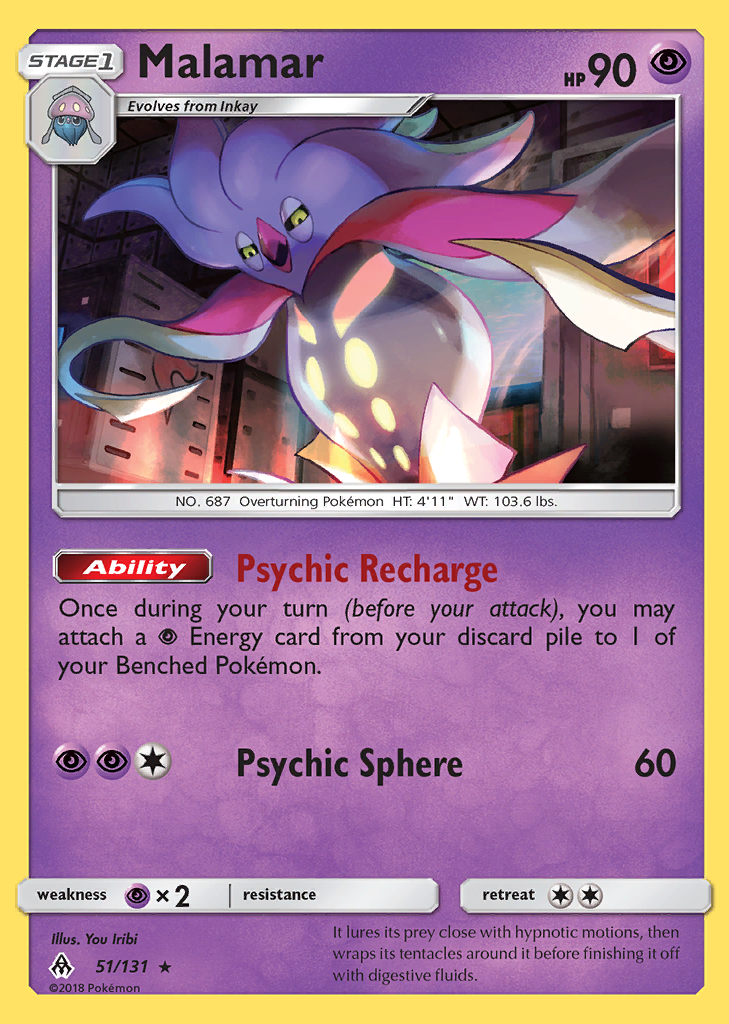 STAGE1 Malamar HP 90
Evolves from Inkay
NO. 687 Overturning Pokémon HT: 4'11" WT: 103.6 lbs.
Ability Psychic Recharge
Once during your turn (before your attack), you may
attach a Energy card from your discard pile to 1 of
your Benched Pokémon.
Psychic Sphere 60
weakness ×2 resistance retreat
Illus. You Iribi
51/131
©2018 Pokémon
It lures its prey close with hypnotic motions, then
wraps its tentacles around it before finishing it off
with digestive fluids.